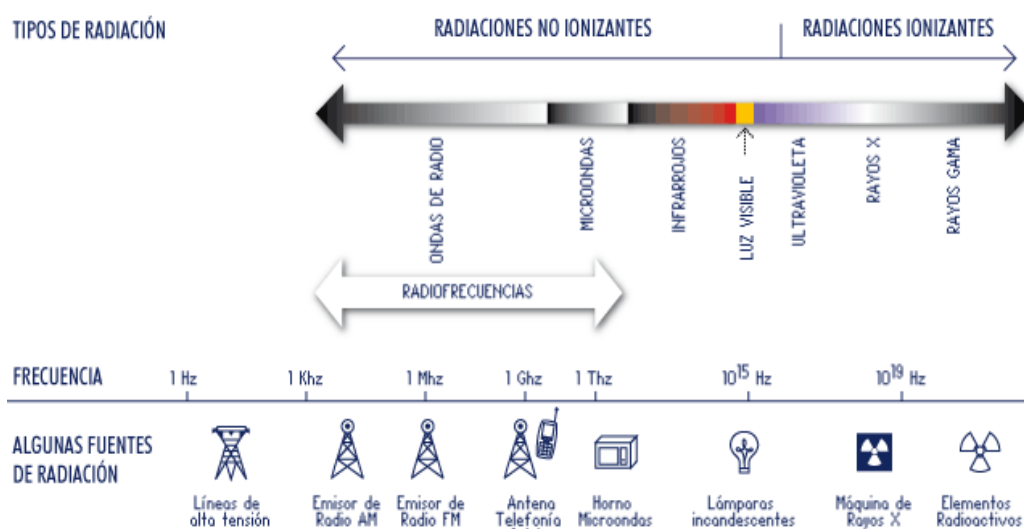 TIPOS DE RADIACIÓN
RADIACIONES NO IONIZANTES
RADIACIONES IONIZANTES
ONDAS DE RADIO
MICROONDAS
INFRARROJOS
LUZ VISIBLE
ULTRAVIOLETA
RAYOS X
RAYOS GAMA
RADIOFRECUENCIAS
FRECUENCIA
1 Hz
1 Khz
1 Mhz
1 Ghz
1 Thz
10¹⁵ Hz
10¹⁹ Hz
ALGUNAS FUENTES
DE RADIACIÓN
Líneas de
alta tensión
Emisor de
Radio AM
Emisor de
Radio FM
Antena
Telefonía
Horno
Microondas
Lámparas
incandescentes
Máquina de
Rayos X
Elementos
Radioactivos